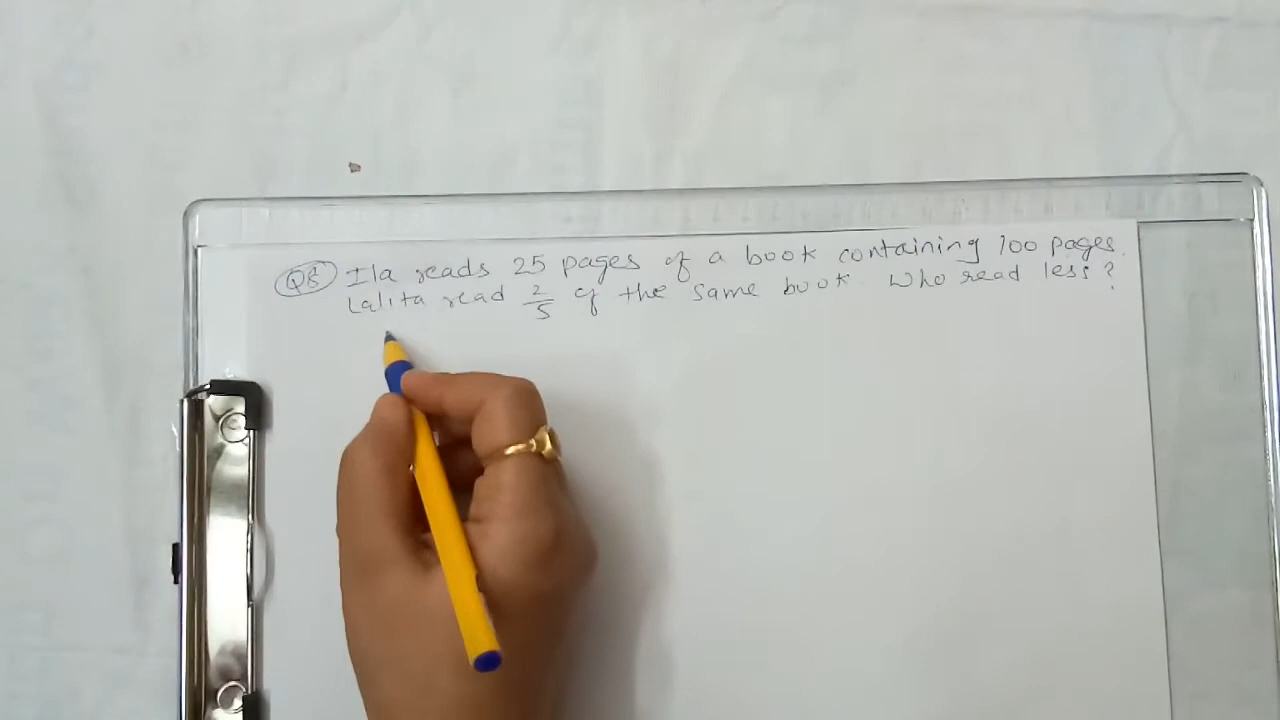 Q8 Ila reads 25 pages of a book containing 100 pages.
Lalita read 2/5 of the same book. Who read less?